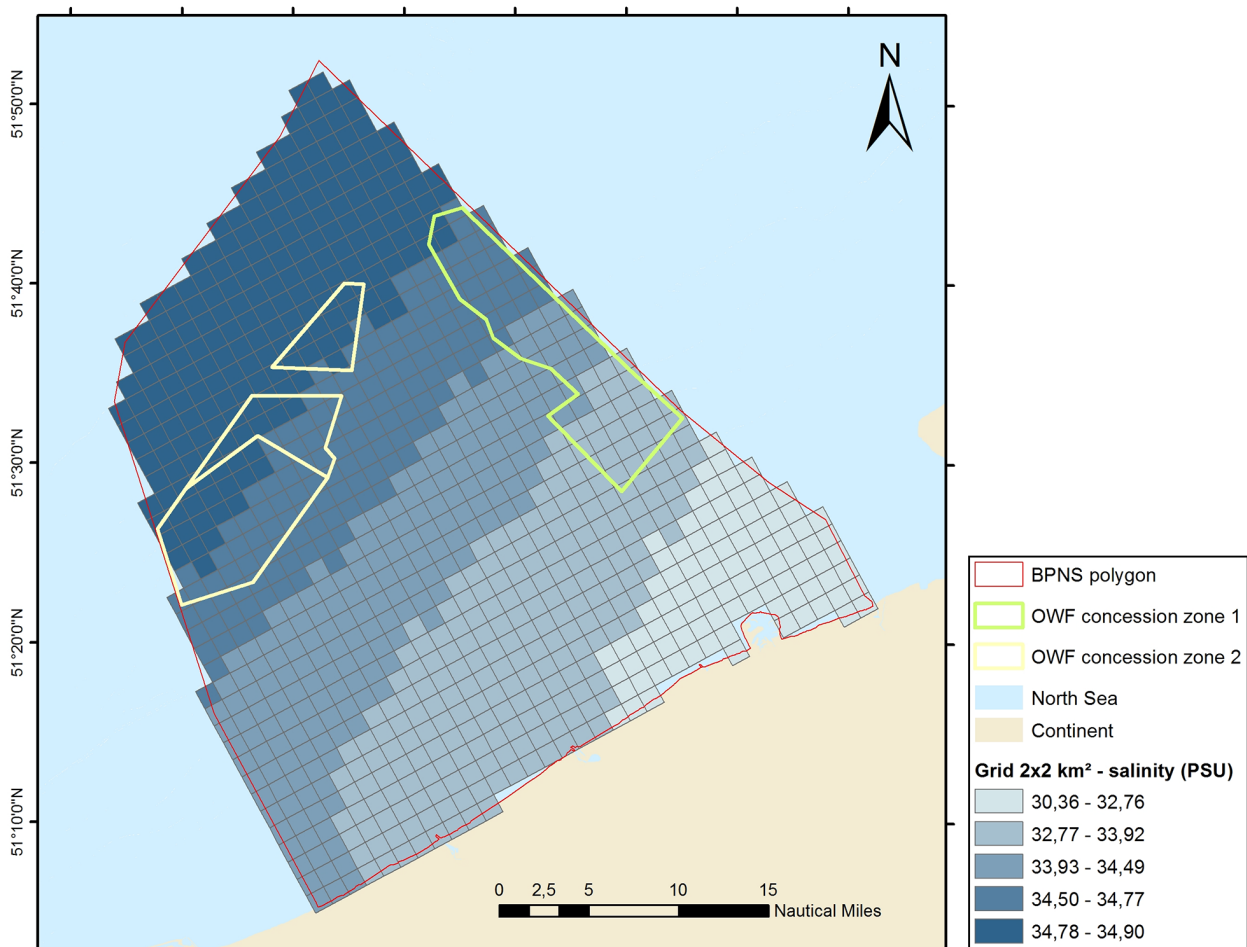 N
51°50'0"N
51°40'0"N
51°30'0"N
51°20'0"N
51°10'0"N
0 2,5 5 10 15
Nautical Miles
BPNS polygon
OWF concession zone 1
OWF concession zone 2
North Sea
Continent
Grid 2x2 km² - salinity (PSU)
30,36 - 32,76
32,77 - 33,92
33,93 - 34,49
34,50 - 34,77
34,78 - 34,90